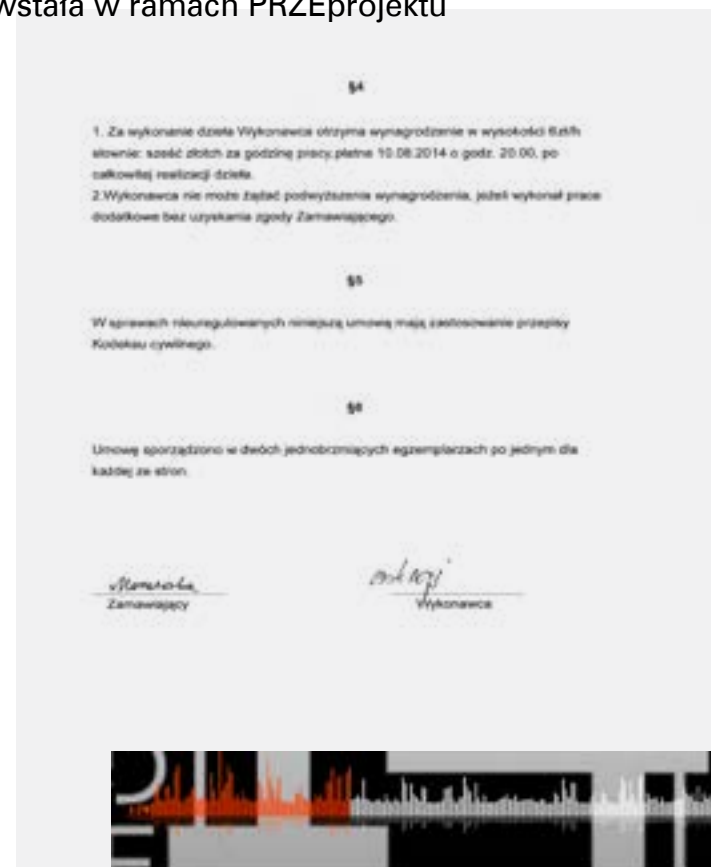 wstała w ramach PRZEprojektu
§4
1. Za wykonanie dzieła Wykonawca otrzyma wynagrodzenie w wysokości 6zł/h
słownie: sześć złotch za godzinę pracy,płatne 10.08.2014 o godz. 20.00, po
całkowitej realizacji dzieła.
2.Wykonawca nie może żądać podwyższenia wynagrodzenia, jeżeli wykonał prace
dodatkowe bez uzyskania zgody Zamawiającego.
§5
W sprawach nieuregulowanych niniejszą umową mają zastosowanie przepisy
Kodeksu cywilnego.
§6
Umowę sporządzono w dwóch jednobrzmiących egzemplarzach po jednym dla
każdej ze stron.
Zamawiający
Wykonawca